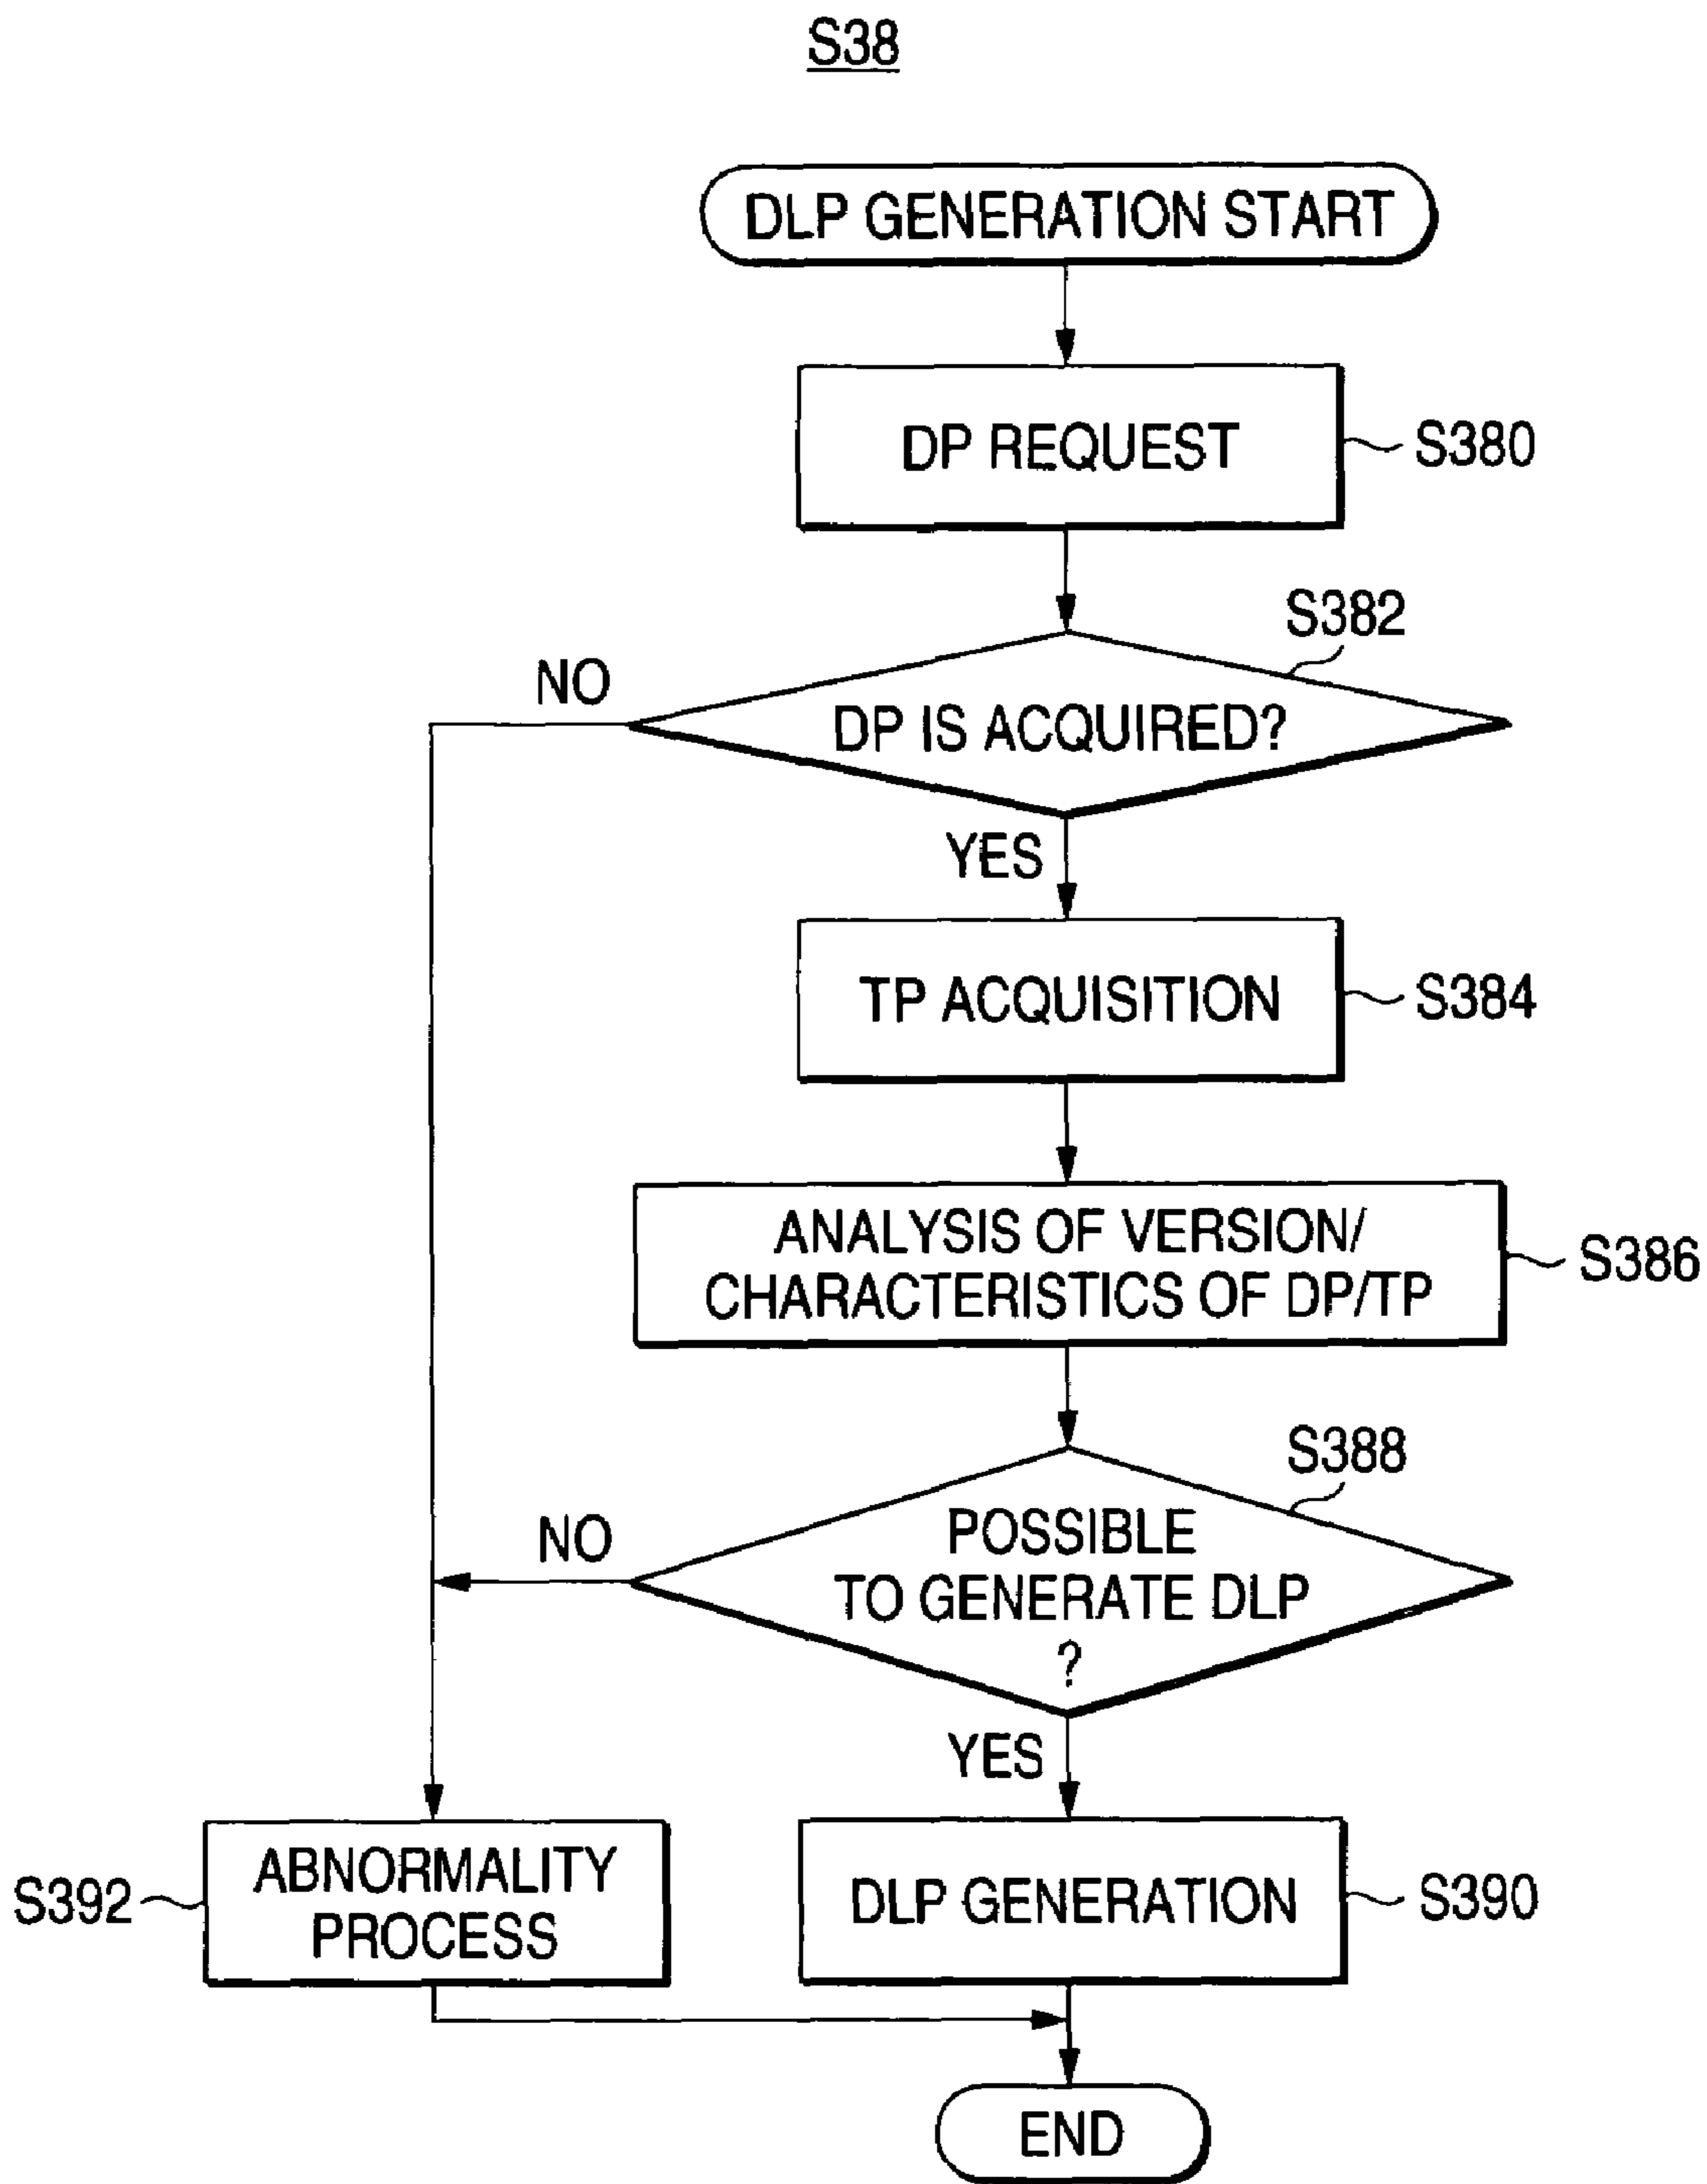 S38
DLP GENERATION START
DP REQUEST
S380
S382
NO
DP IS ACQUIRED?
YES
TP ACQUISITION
S384
ANALYSIS OF VERSION/
CHARACTERISTICS OF DP/TP
S386
S388
NO
POSSIBLE
TO GENERATE DLP
?
YES
S392
ABNORMALITY
PROCESS
DLP GENERATION
S390
END